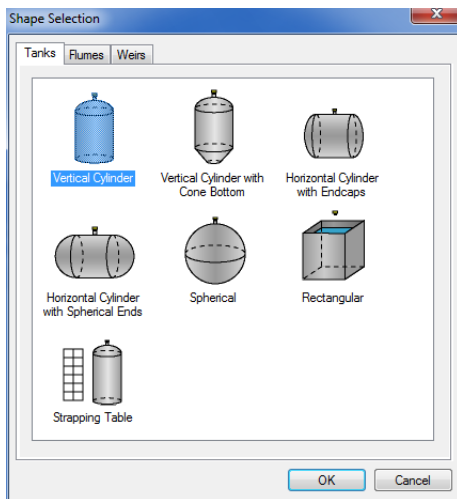 Shape Selection
Tanks Flumes Weirs
Vertical Cylinder
Vertical Cylinder with
Cone Bottom
Horizontal Cylinder
with Endcaps
Horizontal Cylinder
with Spherical Ends
Spherical
Rectangular
Strapping Table
OK Cancel